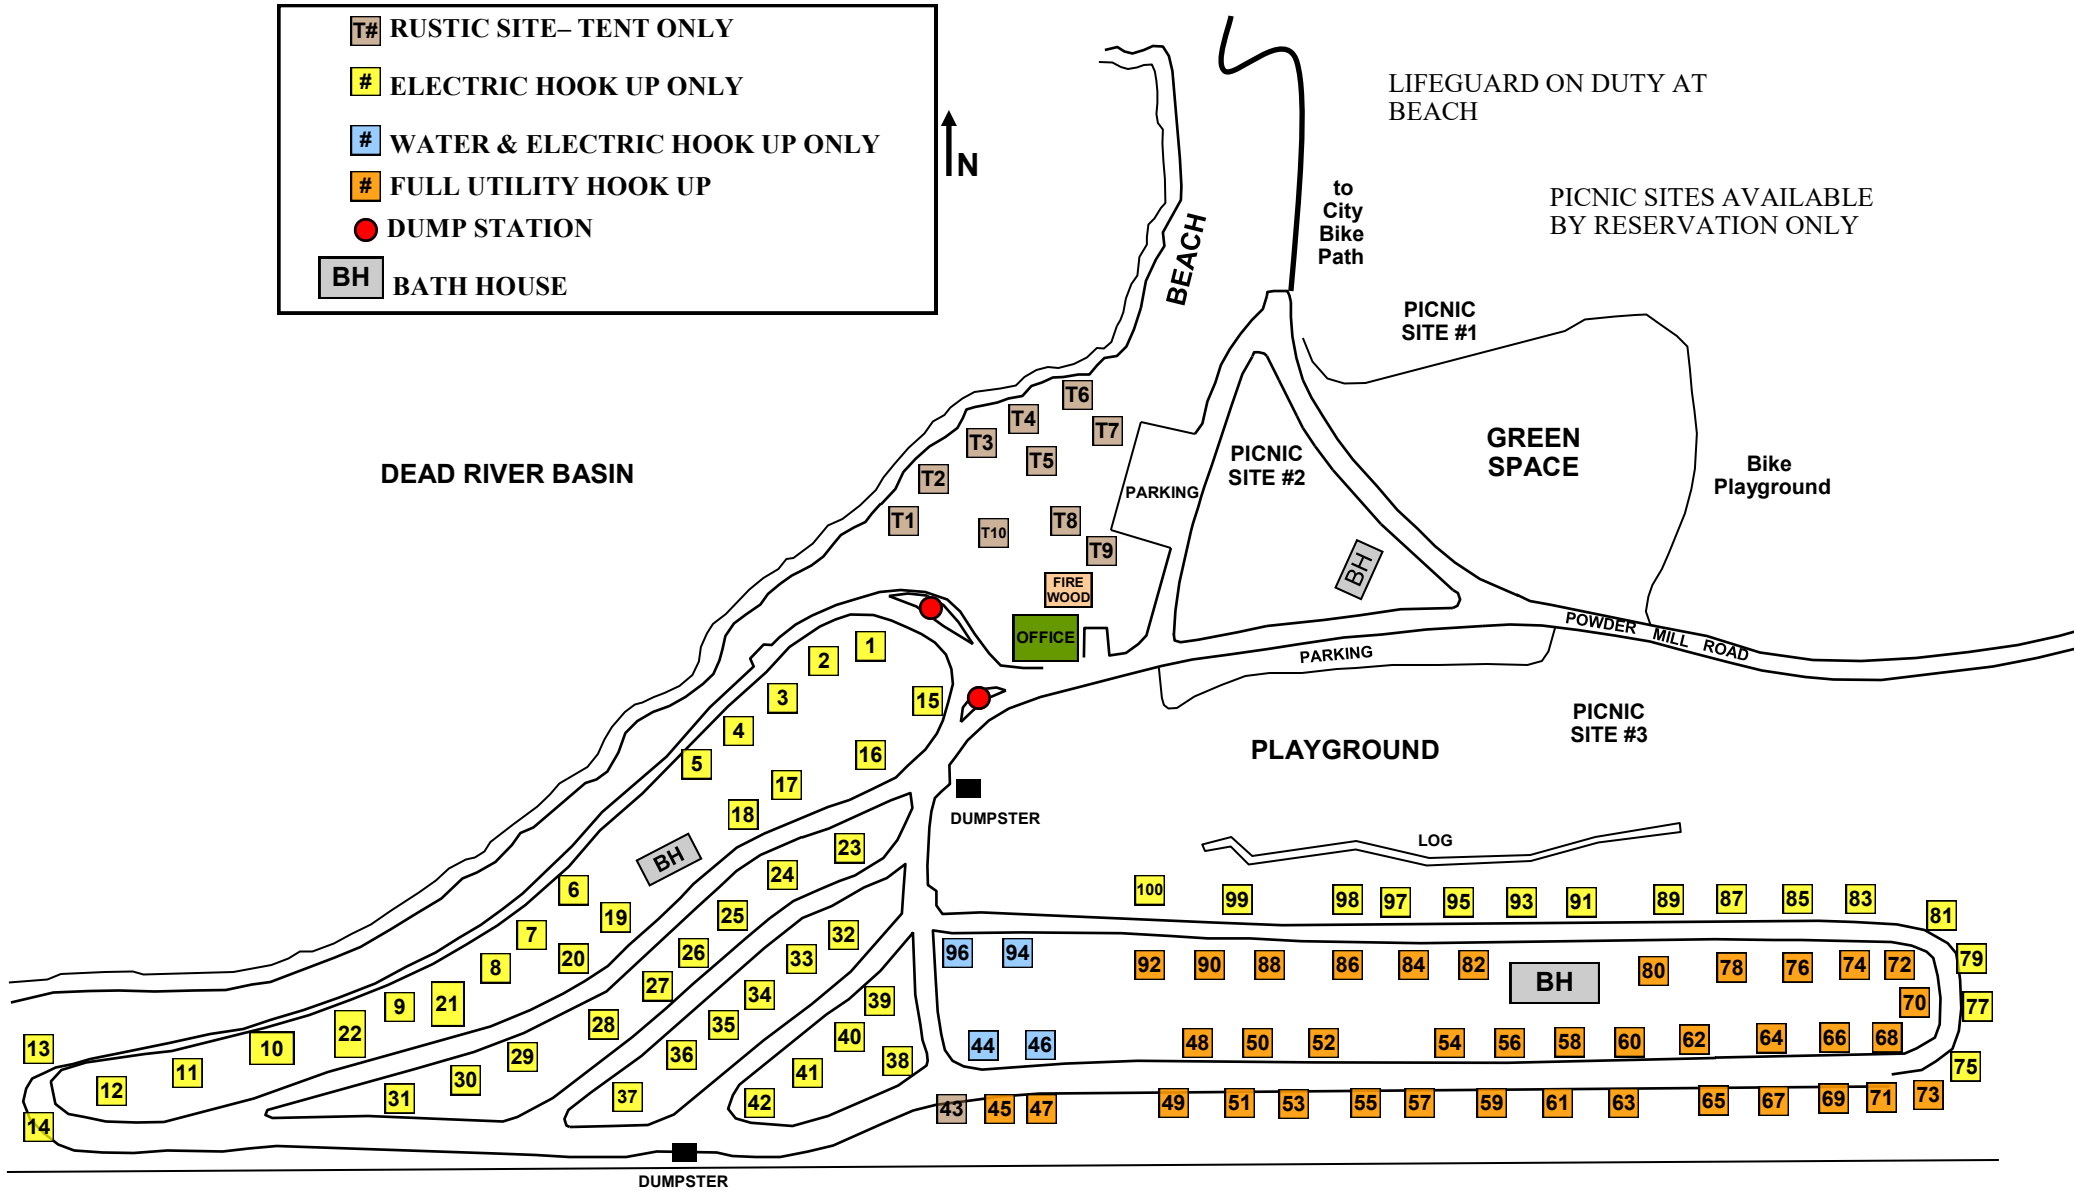 T# RUSTIC SITE– TENT ONLY
# ELECTRIC HOOK UP ONLY
# WATER & ELECTRIC HOOK UP ONLY
# FULL UTILITY HOOK UP
DUMP STATION
BH BATH HOUSE
N
LIFEGUARD ON DUTY AT
BEACH
PICNIC SITES AVAILABLE
BY RESERVATION ONLY
to
City
Bike
Path
BEACH
PICNIC
SITE #1
GREEN
SPACE
Bike
Playground
PICNIC
SITE #2
PARKING
DEAD RIVER BASIN
T6
T4
T7
T3
T5
T2
T1
T10
T8
T9
FIRE
WOOD
OFFICE
BH
POWDER MILL ROAD
PARKING
PICNIC
SITE #3
PLAYGROUND
DUMPSTER
LOG
1
2
3
4
5
15
16
17
18
BH
6
19
7
20
8
21
9
22
10
11
12
13
14
23
24
25
26
27
28
29
30
31
32
33
34
35
36
37
39
40
38
41
42
100
99
98
97
95
93
91
89
87
85
83
81
79
77
75
96
94
92
90
88
86
84
82
BH
80
78
76
74
72
70
44
46
48
50
52
54
56
58
60
62
64
66
68
43
45
47
49
51
53
55
57
59
61
63
65
67
69
71
73
DUMPSTER